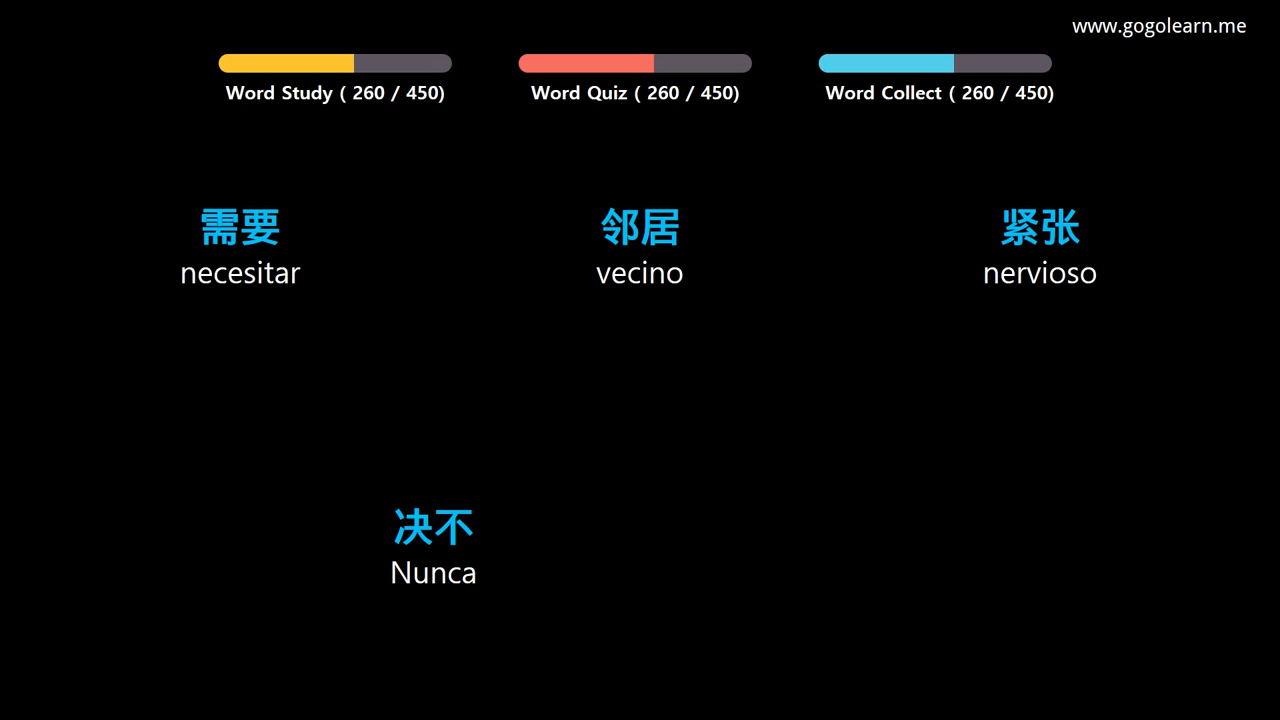 www.gogolearn.me
Word Study ( 260 / 450)
Word Quiz ( 260 / 450)
Word Collect ( 260 / 450)
需要
necesitar
邻居
vecino
紧张
nervioso
决不
Nunca